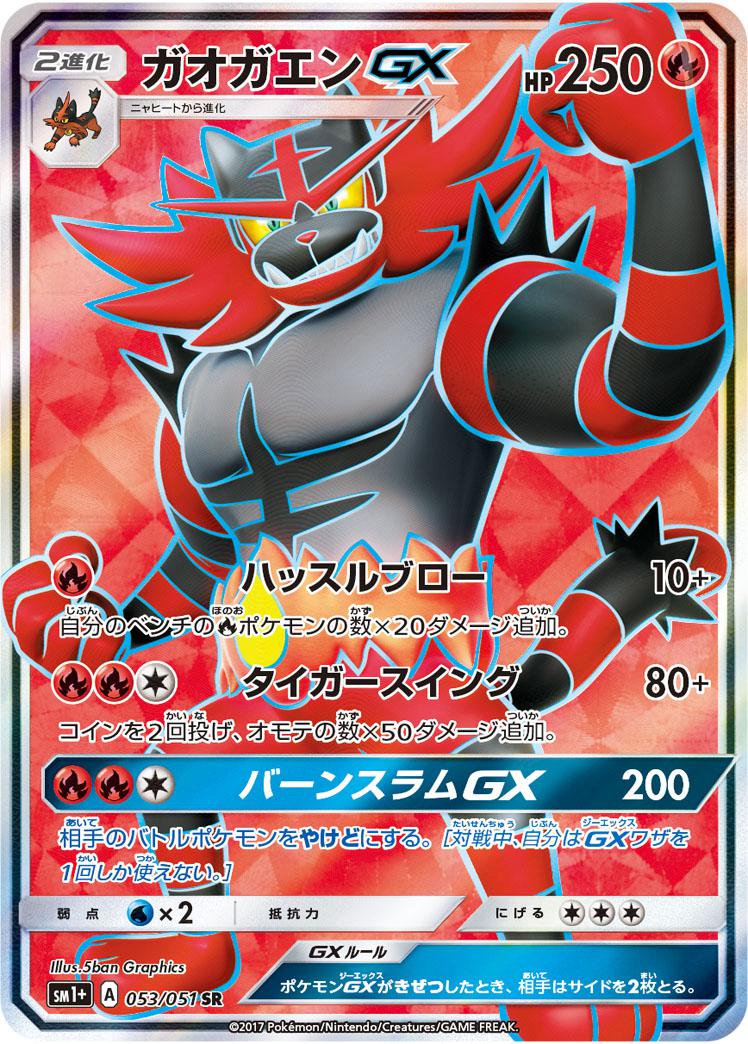 2進化 ガオガエンGX HP250
ニャヒートから進化
ハッスルブロー 10+
自分のベンチのポケモンの数×20ダメージ追加。
タイガースインダ 80+
コインを2回投げ、オモテの数×50ダメージ追加。
バーンスラムGX 200
相手のバトルポケモンをやけどにする。[対戦中、自分はGXワザを
1回しか使えない。]
弱点 ×2 抵抗力 にげる
Illus.5ban Graphics
GXルール
ポケモンGXがきぜつしたとき、相手はサイドを2枚とる。
SM1+ A 053/051 SR
©2017 Pokémon/Nintendo/Creatures/GAME FREAK.